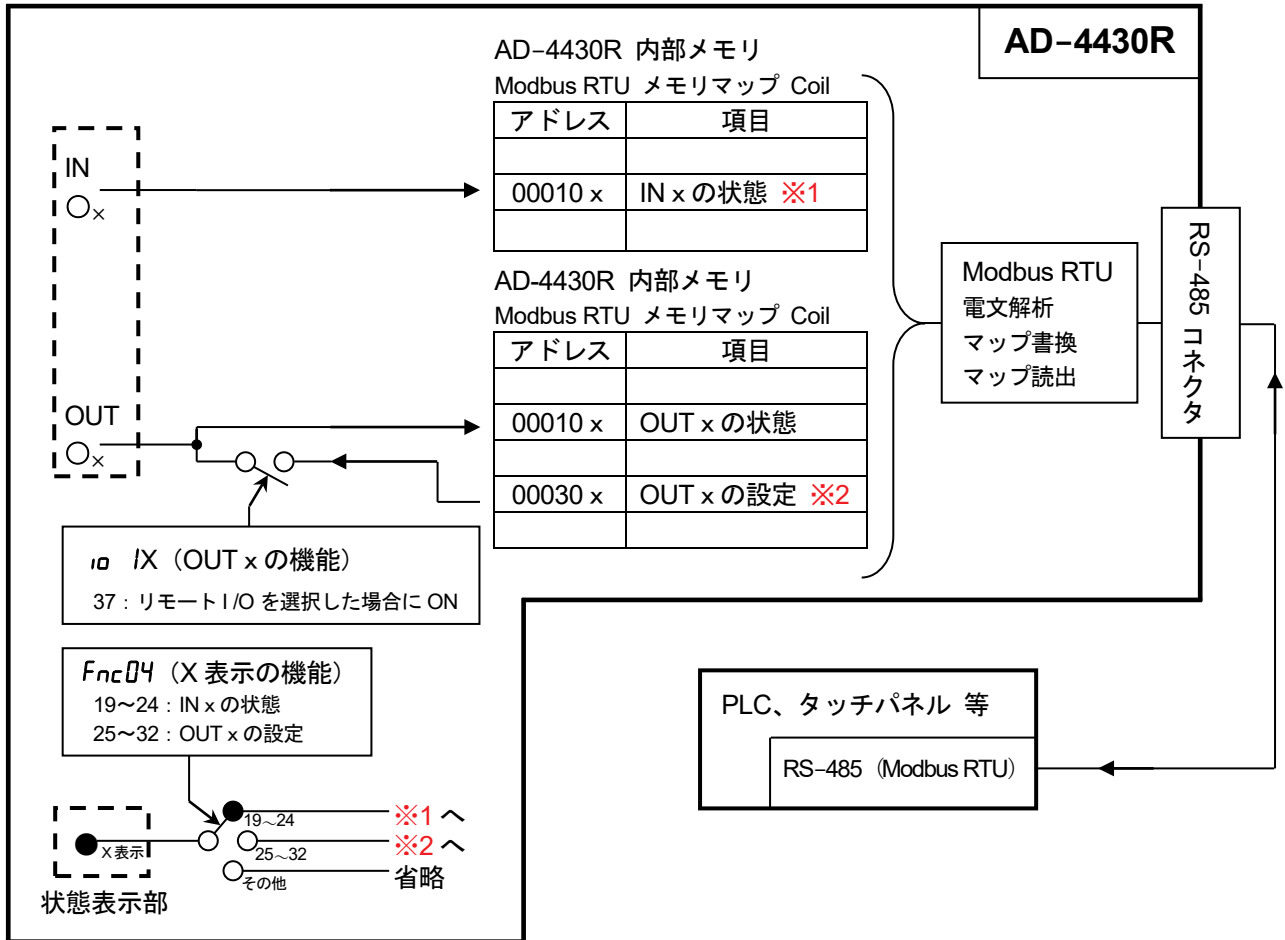 AD-4430R
AD-4430R 内部メモリ
Modbus RTU メモリマップ Coil
アドレス 項目
00010 x IN x の状態 ※1
IN
×
AD-4430R 内部メモリ
Modbus RTU メモリマップ Coil
アドレス 項目
00010 x OUT x の状態
00030 x OUT x の設定 ※2
OUT
×
Modbus RTU
電文解析
マップ書換
マップ読出
RS-485 コネクタ
io 1X（OUT x の機能）
37：リモート I/O を選択した場合に ON
Fnc04（X 表示の機能）
19～24：IN x の状態
25～32：OUT x の設定
X 表示
19～24 ※1 へ
25～32 ※2 へ
その他 省略
状態表示部
PLC、タッチパネル 等
RS-485（Modbus RTU）